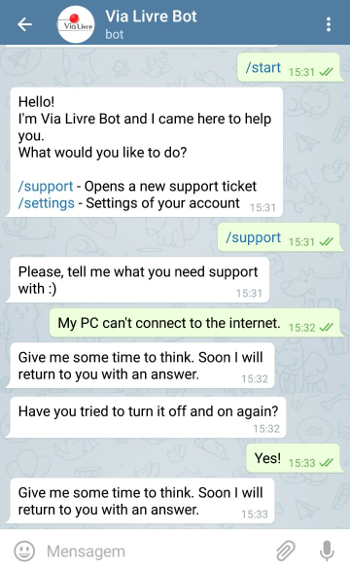 Via Livre Bot
bot
Via Livre
/start 15:31
Hello!
I'm Via Livre Bot and I came here to help
you.
What would you like to do?
/support - Opens a new support ticket
/settings - Settings of your account 15:31
/support 15:31
Please, tell me what you need support
with :) 15:31
My PC can't connect to the internet. 15:32
Give me some time to think. Soon I will
return to you with an answer. 15:32
Have you tried to turn it off and on again?
15:32
Yes! 15:33
Give me some time to think. Soon I will
return to you with an answer. 15:33
Mensagem